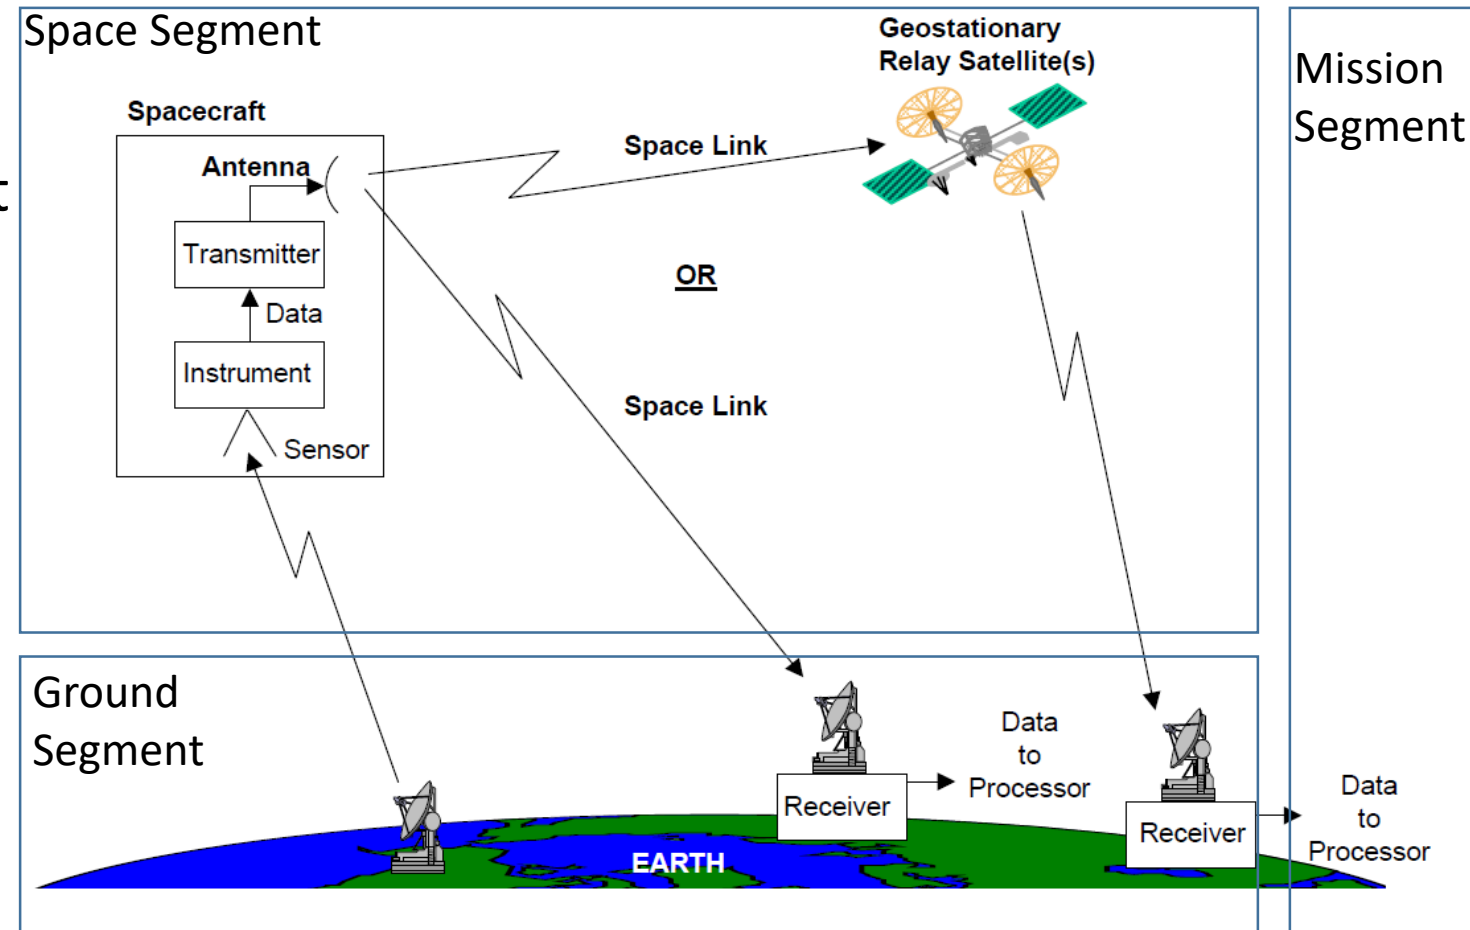 Space Segment
Geostationary
Relay Satellite(s)
Mission
Segment
Spacecraft
Space Link
Antenna
t
Transmitter
OR
Data
Instrument
Space Link
Sensor
Ground
Segment
Data
to
Processor
Receiver
Data
to
Processor
Receiver
EARTH